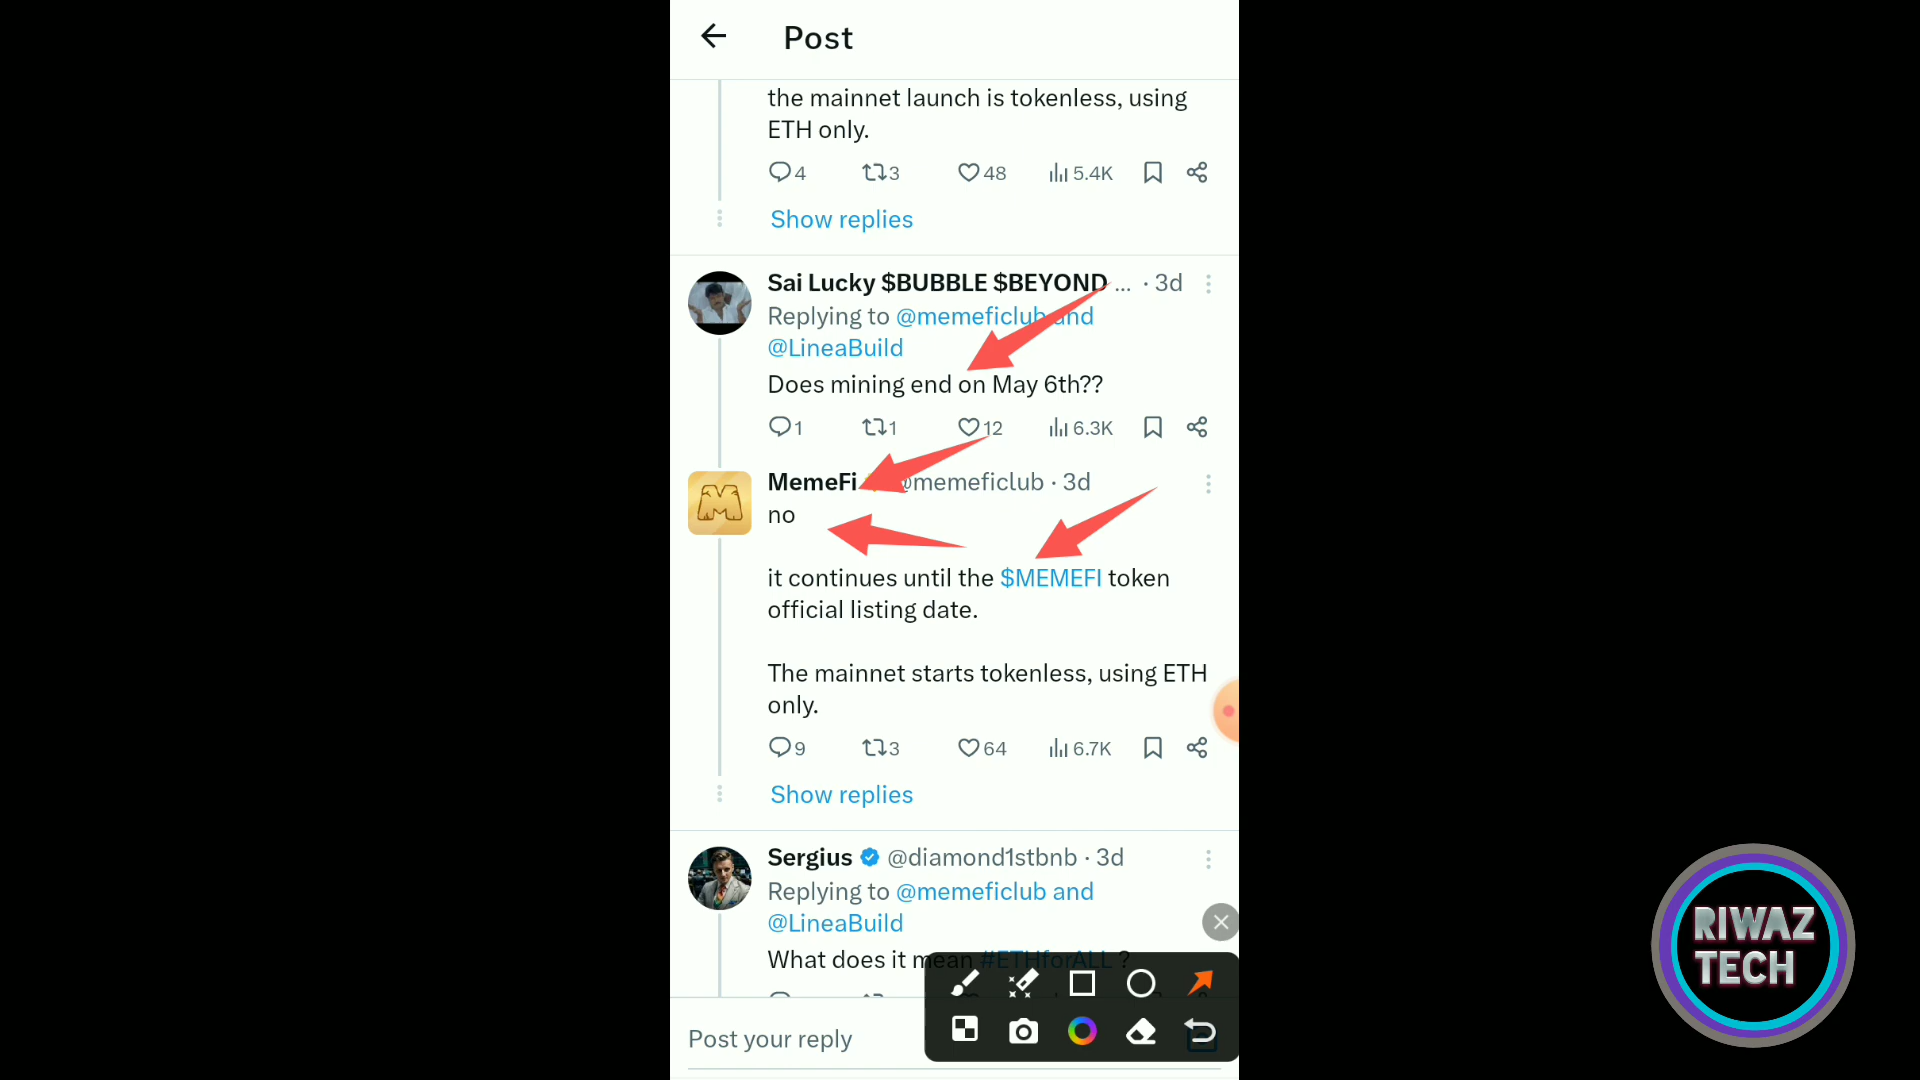 Post
the mainnet launch is tokenless, using
ETH only.
4 3 48 5.4K
Show replies
Sai Lucky $BUBBLE $BEYOND ... · 3d
Replying to @memeficlub and
@LineaBuild
Does mining end on May 6th??
1 1 12 6.3K
MemeFi @memeficlub · 3d
no
it continues until the $MEMEFI token
official listing date.
The mainnet starts tokenless, using ETH
only.
9 3 64 6.7K
Show replies
Sergius @diamond1stbnb · 3d
Replying to @memeficlub and
@LineaBuild
What does it mean #ETHforALL ?
Post your reply
RIWAZ
TECH